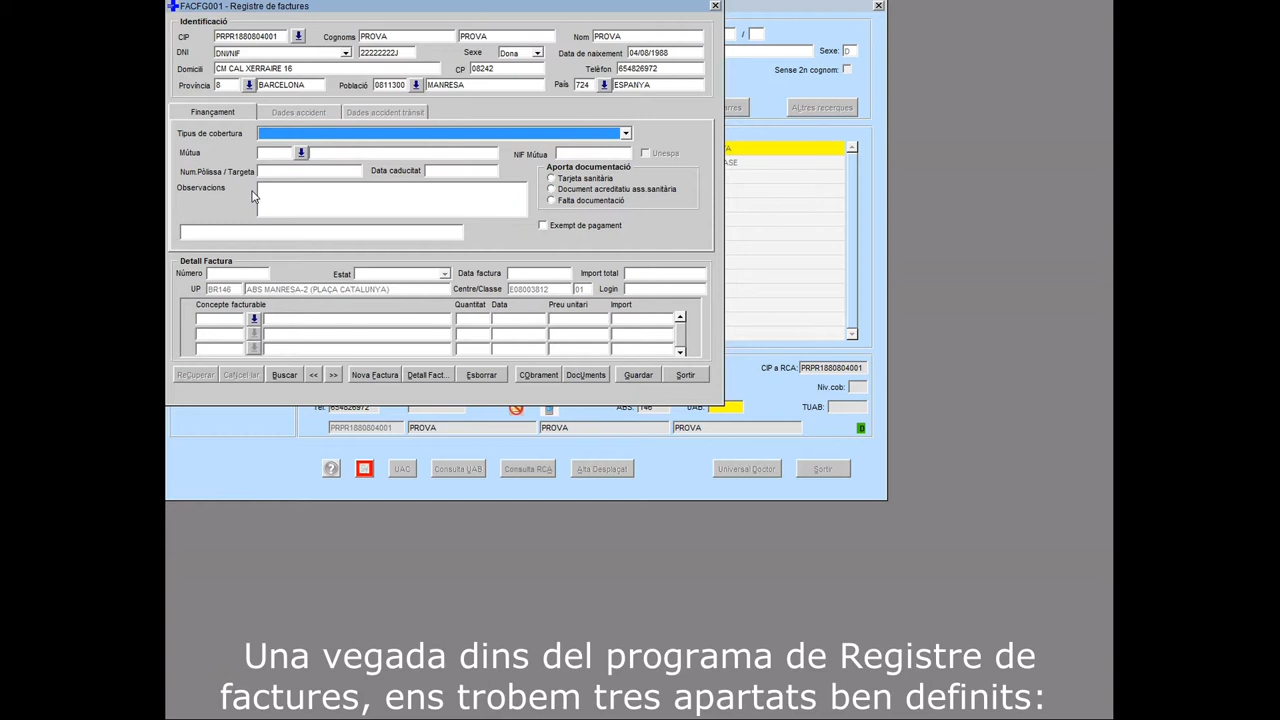 FACFG001 - Registre de factures
Identificació
CIP PRPR1880804001 Cognoms PROVA PROVA Nom PROVA
DNI DNI/NIF 22222222J Sexe Dona Data de naixement 04/08/1988
Domicili CM CAL XERRAIRE 16 CP 08242 Telèfon 654826972
Província 8 BARCELONA Població 0811300 MANRESA País 724 ESPANYA
/
Sexe: D
Sense 2n cognom:
Altres recerques
Finançament Dades accident Dades accident trànsit
Tipus de cobertura
Mútua NIF Mútua Unespa
Num.Pòlissa / Targeta Data caducitat
Observacions
Aporta documentació
Tarjeta sanitària
Document acreditatiu ass.sanitària
Falta documentació
Exempt de pagament
Detall Factura
Número Estat Data factura Import total
UP BR146 ABS MANRESA-2 (PLAÇA CATALUNYA) Centre/Classe E08003812 01 Login
Concepte facturable Quantitat Data Preu unitari Import
ReCuperar CaNcel·lar Buscar << >> Nova Factura Detall Fact... Esborrar CObrament DocUments Guardar Sortir
CIP a RCA: PRPR1880804001
Niv.cob:
Tel. 654826972 ABS: 146 UAB: TUAB:
PRPR1880804001 PROVA PROVA PROVA D
? UAC Consulta UAB Consulta RCA Alta Desplaçat Universal Doctor Sortir
Una vegada dins del programa de Registre de
factures, ens trobem tres apartats ben definits: